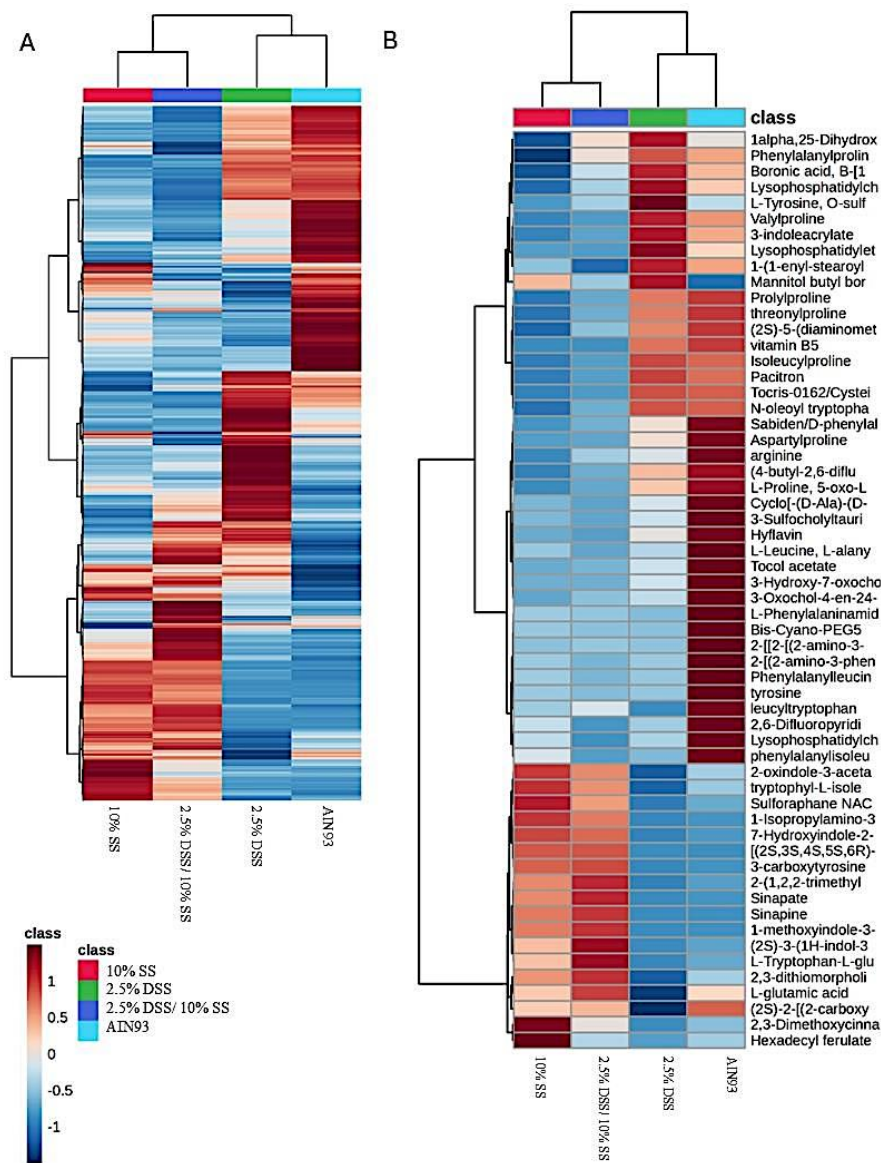 A
B
class
1alpha,25-Dihydrox
Phenylalanylprolin
Boronic acid, B-[1
Lysophosphatidylch
L-Tyrosine, O-sulf
Valylproline
3-indoleacrylate
Lysophosphatidylet
1-(1-enyl-stearoyl
Mannitol butyl bor
Prolylproline
threonylproline
(2S)-5-(diaminomet
vitamin B5
Isoleucylproline
Pacitron
Tocris-0162/Cystei
N-oleoyl tryptopha
Sabiden/D-phenylal
Aspartylproline
arginine
(4-butyl-2,6-diflu
L-Proline, 5-oxo-L
Cyclo[-(D-Ala)-(D-
3-Sulfocholyltauri
Hyflavin
L-Leucine, L-alany
Tocol acetate
3-Hydroxy-7-oxocho
3-Oxochol-4-en-24-
L-Phenylalaninamid
Bis-Cyano-PEG5
2-[[2-[(2-amino-3-
2-[(2-amino-3-phen
Phenylalanylleucin
tyrosine
leucyltryptophan
2,6-Difluoropyridi
Lysophosphatidylch
phenylalanylisoleu
2-oxindole-3-aceta
tryptophyl-L-isole
Sulforaphane NAC
1-Isopropylamino-3
7-Hydroxyindole-2-
[(2S,3S,4S,5S,6R)-
3-carboxytyrosine
2-(1,2,2-trimethyl
Sinapate
Sinapine
1-methoxyindole-3-
(2S)-3-(1H-indol-3
L-Tryptophan-L-glu
2,3-dithiomorpholi
L-glutamic acid
(2S)-2-[(2-carboxy
2,3-Dimethoxycinna
Hexadecyl ferulate
10% SS
2.5% DSS/ 10% SS
2.5% DSS
AIN93
10% SS
2.5% DSS/ 10% SS
2.5% DSS
AIN93
class
1
0.5
0
-0.5
-1
class
10% SS
2.5% DSS
2.5% DSS/ 10% SS
AIN93